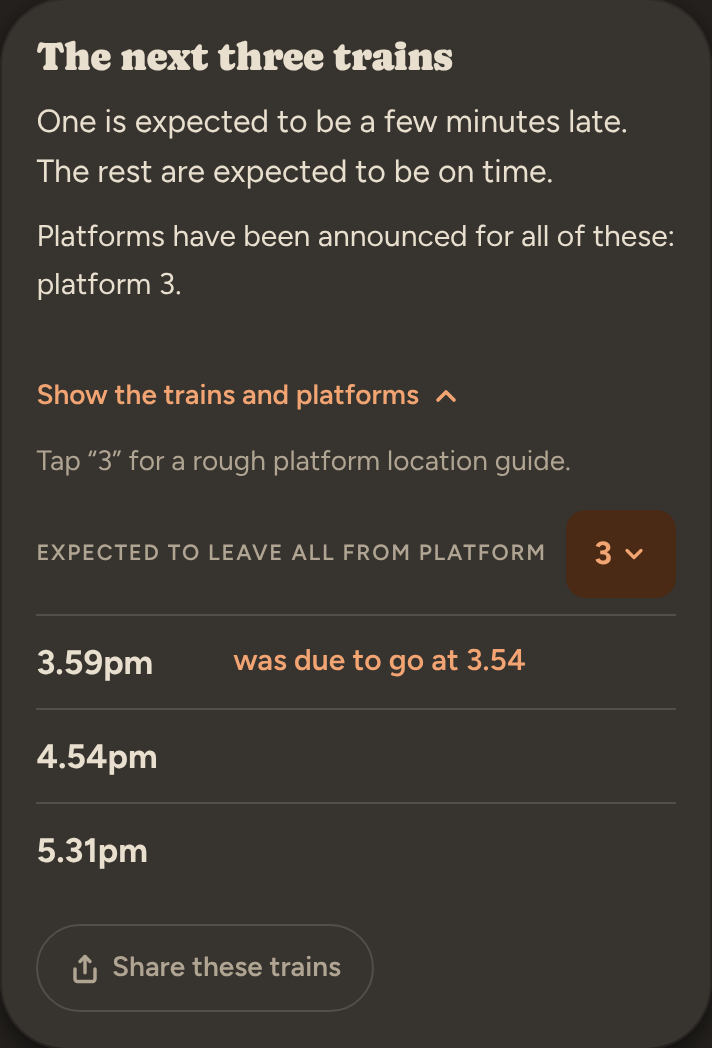 The next three trains
One is expected to be a few minutes late.
The rest are expected to be on time.
Platforms have been announced for all of these:
platform 3.
Show the trains and platforms
Tap “3” for a rough platform location guide.
EXPECTED TO LEAVE ALL FROM PLATFORM 3
3.59pm was due to go at 3.54
4.54pm
5.31pm
Share these trains